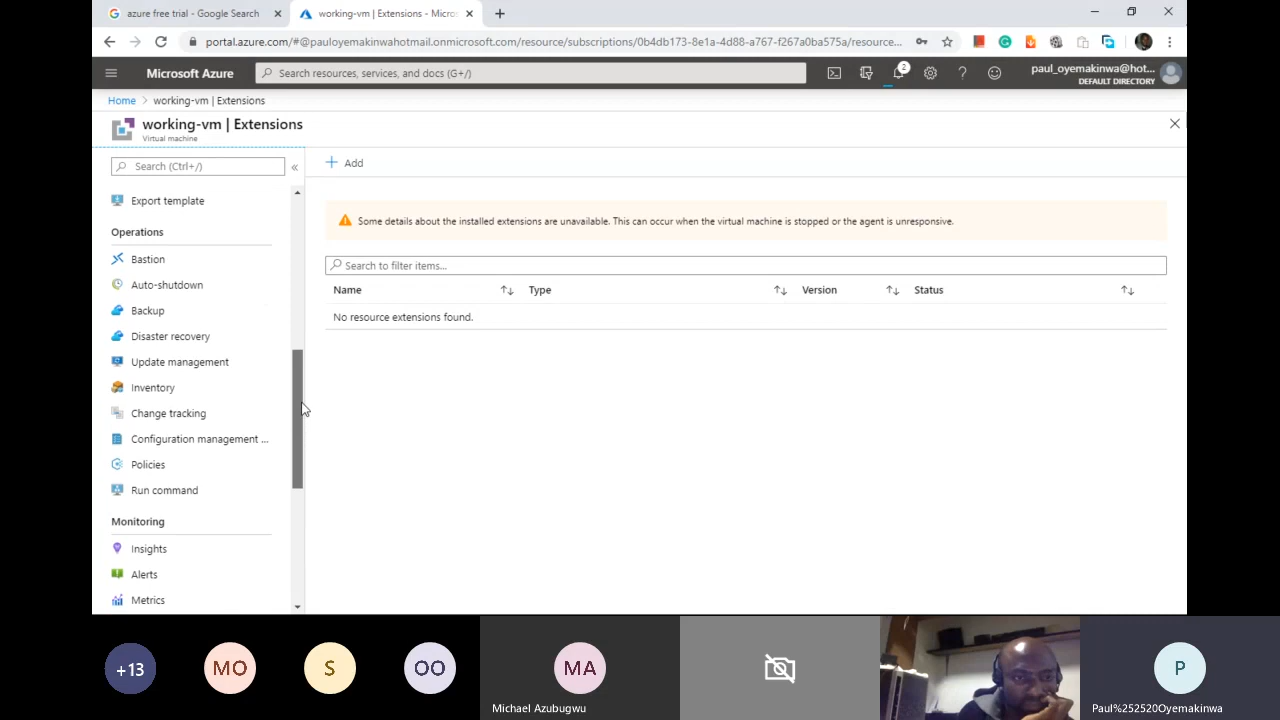 azure free trial - Google Search
working-vm | Extensions - Micros
portal.azure.com/#@pauloyemakinwahotmail.onmicrosoft.com/resource/subscriptions/0b4db173-8e1a-4d88-a767-f267a0ba575a/resource...
Microsoft Azure
Search resources, services, and docs (G+/)
2
paul_oyemakinwa@hot...
DEFAULT DIRECTORY
Home > working-vm | Extensions
working-vm | Extensions
Virtual machine
Search (Ctrl+/)
Add
Export template
Operations
Bastion
Auto-shutdown
Backup
Disaster recovery
Update management
Inventory
Change tracking
Configuration management ...
Policies
Run command
Monitoring
Insights
Alerts
Metrics
Some details about the installed extensions are unavailable. This can occur when the virtual machine is stopped or the agent is unresponsive.
Search to filter items...
Name Type Version Status
No resource extensions found.
+13
MO
S
OO
MA
Michael Azubugwu
P
Paul%252520Oyemakinwa